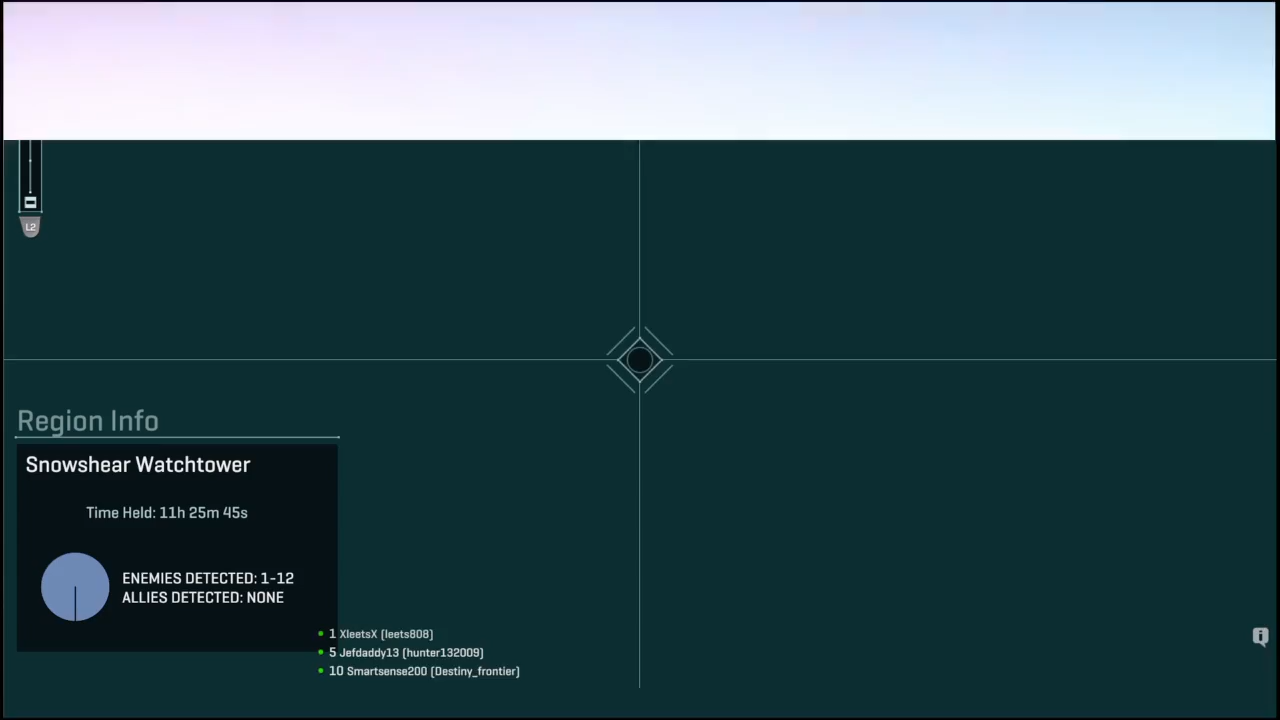 L2
Region Info
Snowshear Watchtower
Time Held: 11h 25m 45s
ENEMIES DETECTED: 1-12
ALLIES DETECTED: NONE
1 XleetsX (leets808)
5 Jefdaddy13 (hunter132009)
10 Smartsense200 (Destiny_frontier)